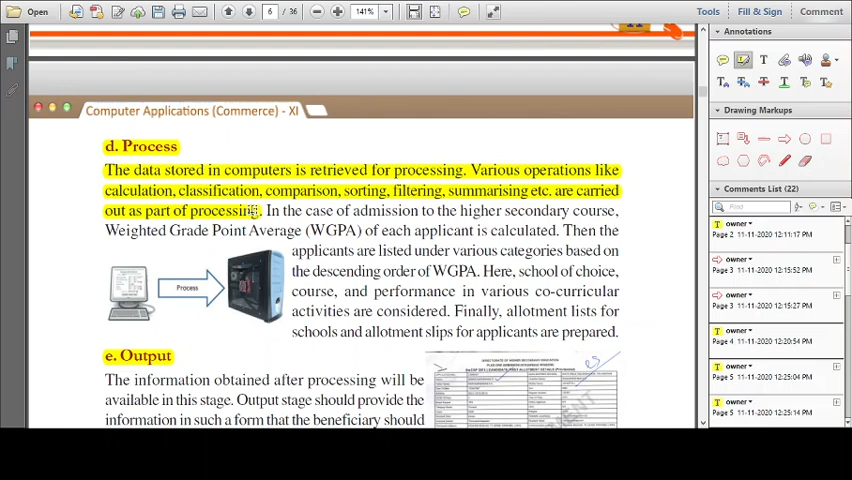 Open
6 / 36
141%
Tools
Fill & Sign
Comment
Computer Applications (Commerce) - XI
d. Process
The data stored in computers is retrieved for processing. Various operations like
calculation, classification, comparison, sorting, filtering, summarising etc. are carried
out as part of processing. In the case of admission to the higher secondary course,
Weighted Grade Point Average (WGPA) of each applicant is calculated. Then the
applicants are listed under various categories based on
the descending order of WGPA. Here, school of choice,
course, and performance in various co-curricular
activities are considered. Finally, allotment lists for
schools and allotment slips for applicants are prepared.
Process
e. Output
The information obtained after processing will be
available in this stage. Output stage should provide the
information in such a form that the beneficiary should
Annotations
Drawing Markups
Comments List (22)
Find
owner
Page 2 11-11-2020 12:11:17 PM
owner
Page 3 11-11-2020 12:15:52 PM
owner
Page 3 11-11-2020 12:15:27 PM
owner
Page 4 11-11-2020 12:20:54 PM
owner
Page 5 11-11-2020 12:25:04 PM
owner
Page 5 11-11-2020 12:25:14 PM
owner